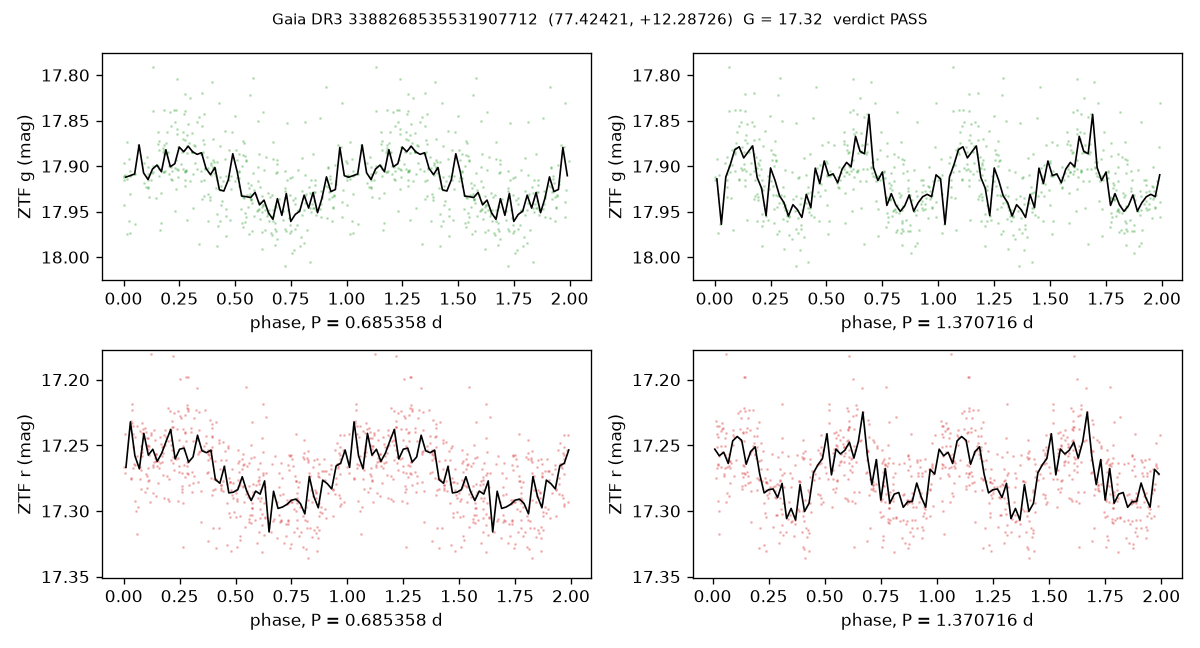 Gaia DR3 3388268535531907712  (77.42421, +12.28726)  G = 17.32  verdict PASS
ZTF g (mag)
17.80
17.85
17.90
17.95
18.00
0.00 0.25 0.50 0.75 1.00 1.25 1.50 1.75 2.00
phase, P = 0.685358 d
ZTF g (mag)
17.80
17.85
17.90
17.95
18.00
0.00 0.25 0.50 0.75 1.00 1.25 1.50 1.75 2.00
phase, P = 1.370716 d
ZTF r (mag)
17.20
17.25
17.30
17.35
0.00 0.25 0.50 0.75 1.00 1.25 1.50 1.75 2.00
phase, P = 0.685358 d
ZTF r (mag)
17.20
17.25
17.30
17.35
0.00 0.25 0.50 0.75 1.00 1.25 1.50 1.75 2.00
phase, P = 1.370716 d